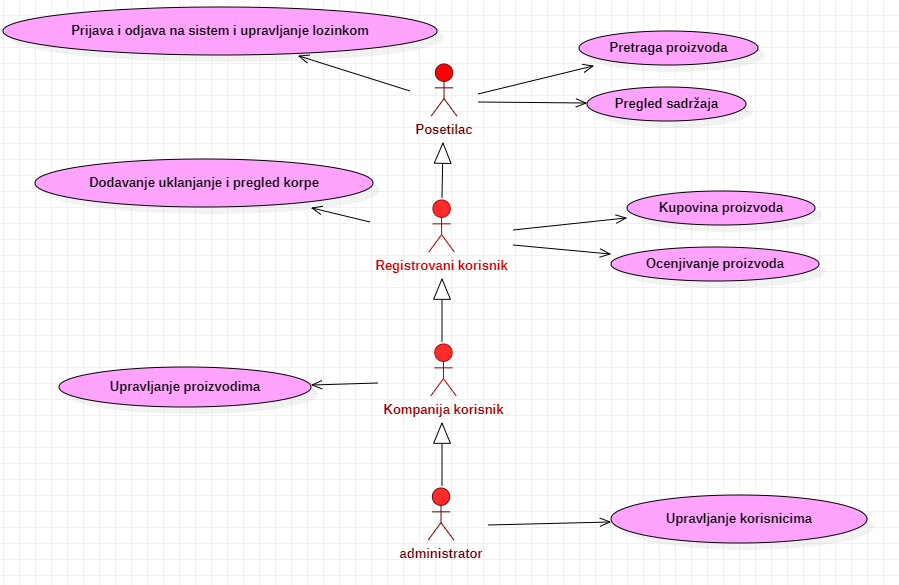 Prijava i odjava na sistem i upravljanje lozinkom
Pretraga proizvoda
Pregled sadržaja
Posetilac
Dodavanje uklanjanje i pregled korpe
Kupovina proizvoda
Ocenjivanje proizvoda
Registrovani korisnik
Upravljanje proizvodima
Kompanija korisnik
Upravljanje korisnicima
administrator